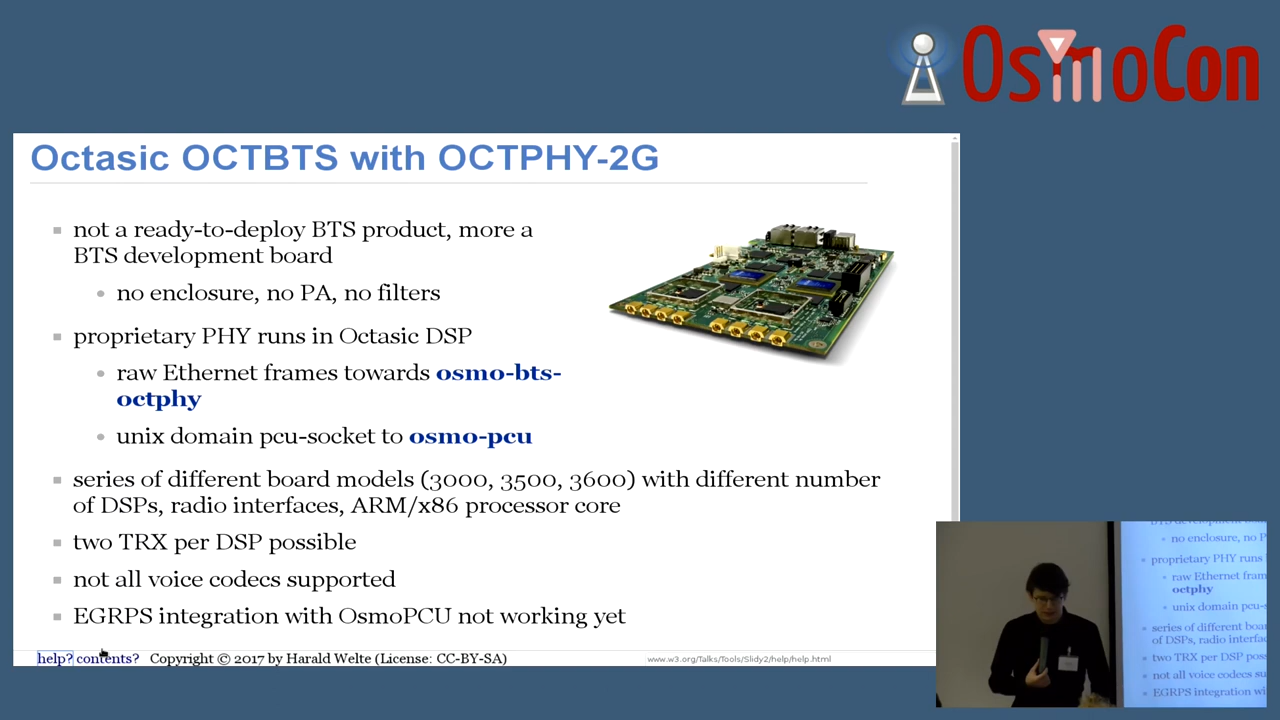 OsmoCon
Octasic OCTBTS with OCTPHY-2G
not a ready-to-deploy BTS product, more a
BTS development board
no enclosure, no PA, no filters
proprietary PHY runs in Octasic DSP
raw Ethernet frames towards osmo-bts-
octphy
unix domain pcu-socket to osmo-pcu
series of different board models (3000, 3500, 3600) with different number
of DSPs, radio interfaces, ARM/x86 processor core
two TRX per DSP possible
not all voice codecs supported
EGRPS integration with OsmoPCU not working yet
help? contents? Copyright © 2017 by Harald Welte (License: CC-BY-SA)
www.w3.org/Talks/Tools/Slidy2/help/help.html
BTS development
no enclosure, no P
proprietary PHY runs
raw Ethernet fram
octphy
unix domain pcu-s
series of different boar
of DSPs, radio interfac
two TRX per DSP poss
not all voice codecs su
EGRPS integration wi